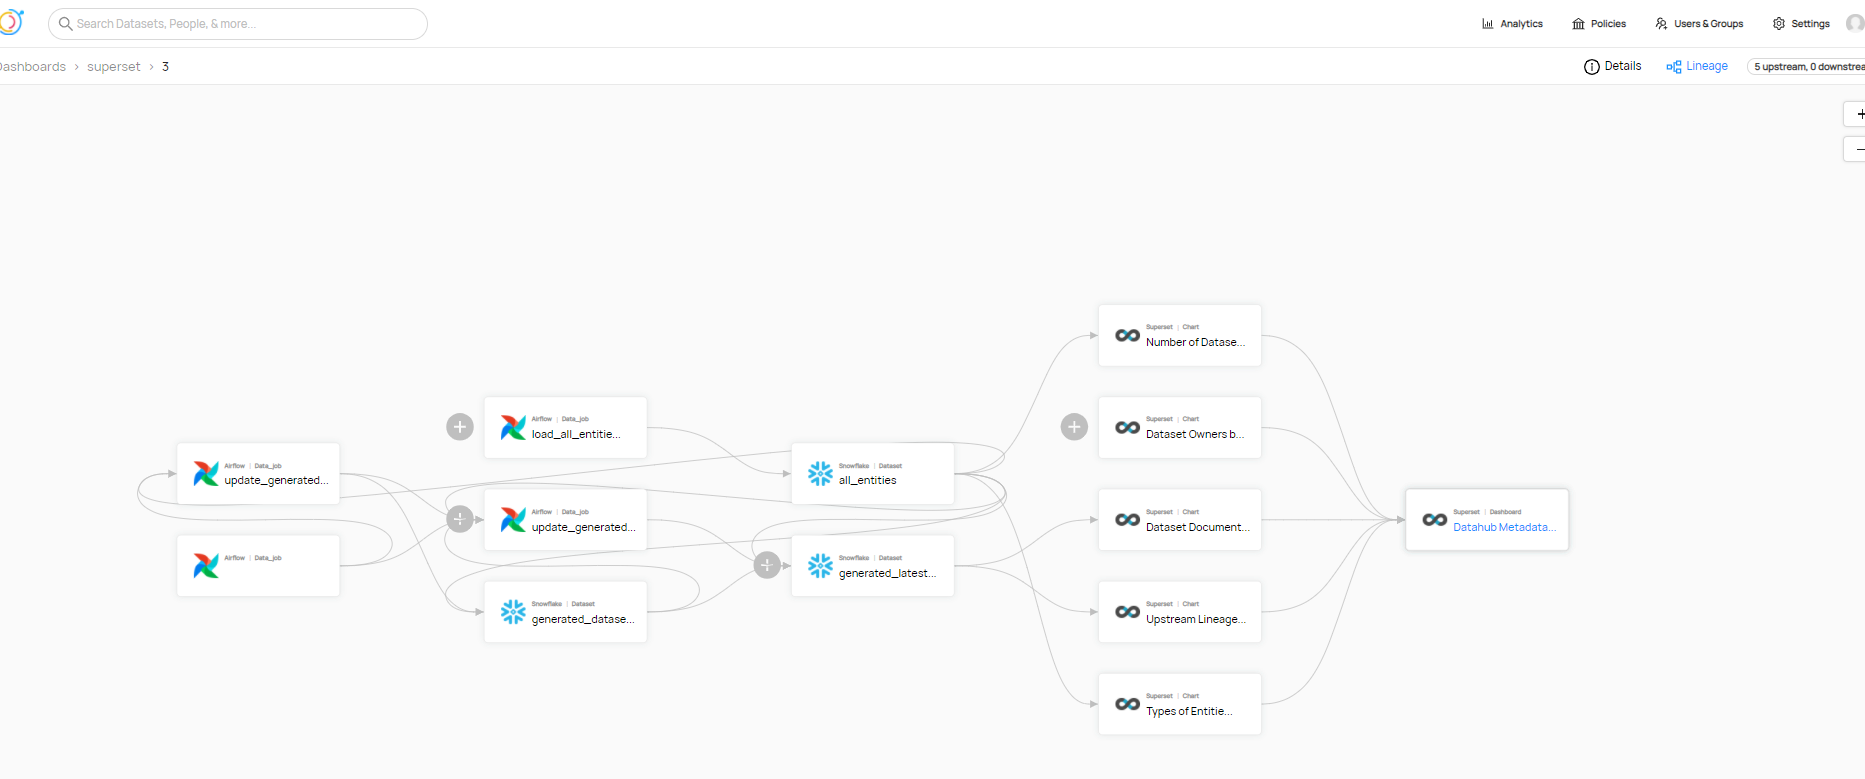 Search Datasets, People, & more...
Analytics
Policies
Users & Groups
Settings
Dashboards > superset > 3
Details
Lineage
5 upstream, 0 downstrea
Superset | Chart
Number of Datase...
Airflow | Data_job
load_all_entitie...
Superset | Chart
Dataset Owners b...
Airflow | Data_job
update_generated...
Snowflake | Dataset
all_entities
Airflow | Data_job
update_generated...
Superset | Chart
Dataset Document...
Superset | Dashboard
Datahub Metadata...
Airflow | Data_job
Snowflake | Dataset
generated_latest...
Snowflake | Dataset
generated_datase...
Superset | Chart
Upstream Lineage...
Superset | Chart
Types of Entitie...